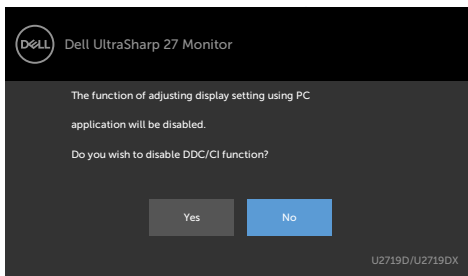 DELL
Dell UltraSharp 27 Monitor
The function of adjusting display setting using PC
application will be disabled.
Do you wish to disable DDC/CI function?
Yes
No
U2719D/U2719DX